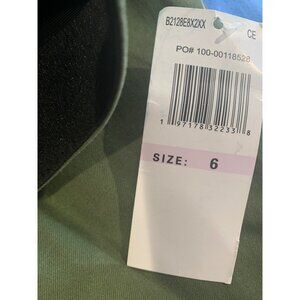 B2128E8X2XX CE
PO# 100-00118528
1 97178 32233 8
SIZE: 6